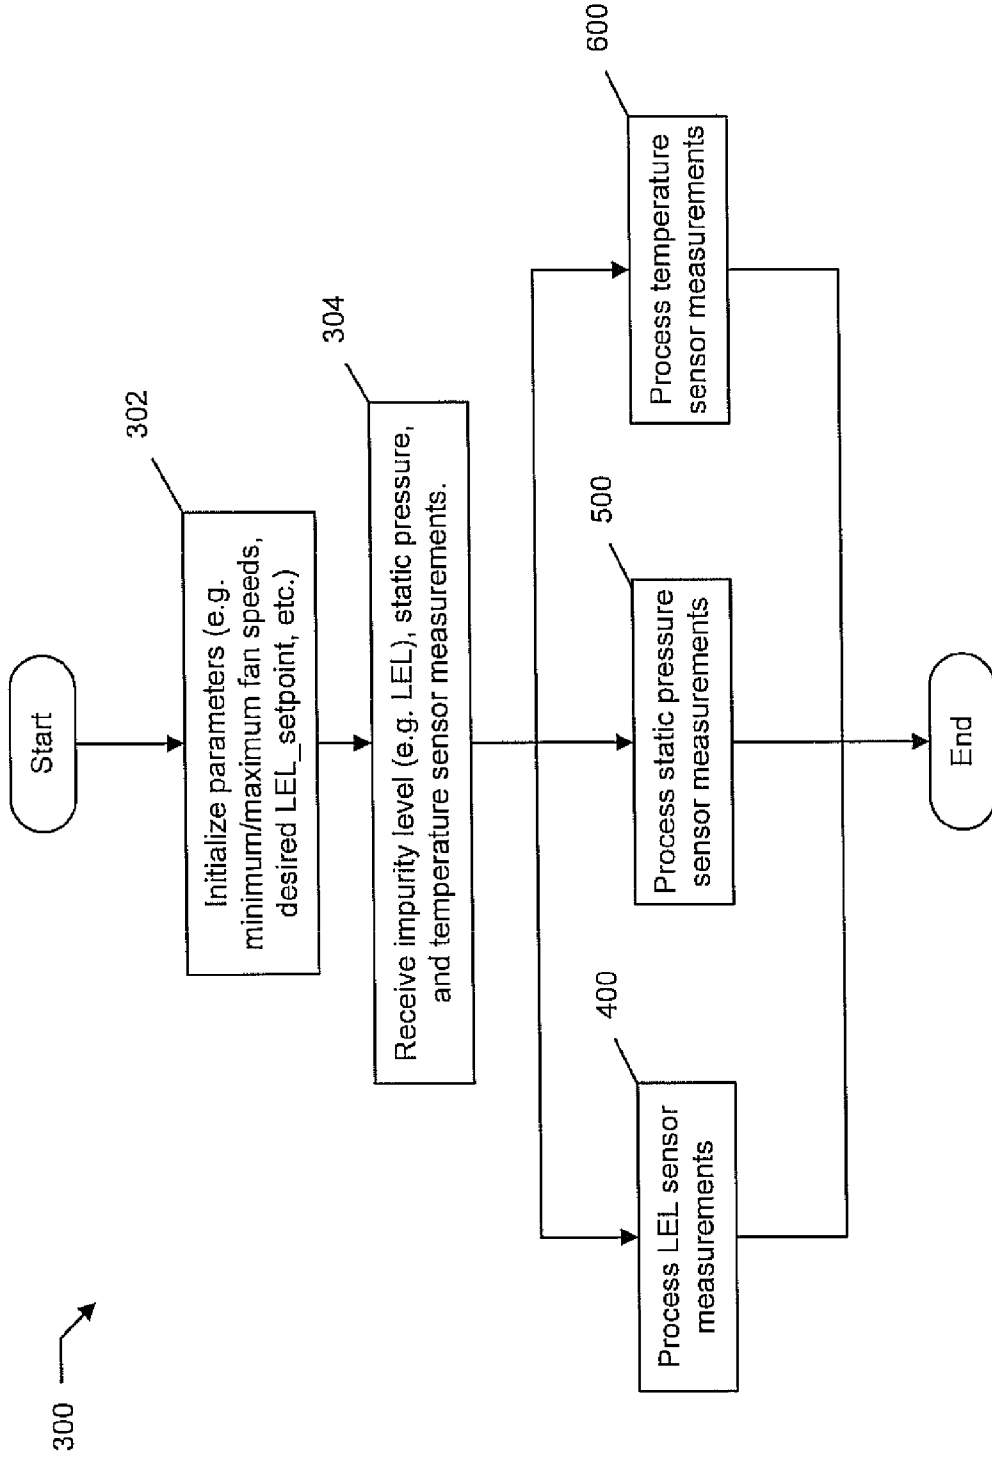 300
Start
302
Initialize parameters (e.g.
minimum/maximum fan speeds,
desired LEL_setpoint, etc.)
304
Receive impurity level (e.g. LEL), static pressure,
and temperature sensor measurements.
400
Process LEL sensor
measurements
500
Process static pressure
sensor measurements
600
Process temperature
sensor measurements
End